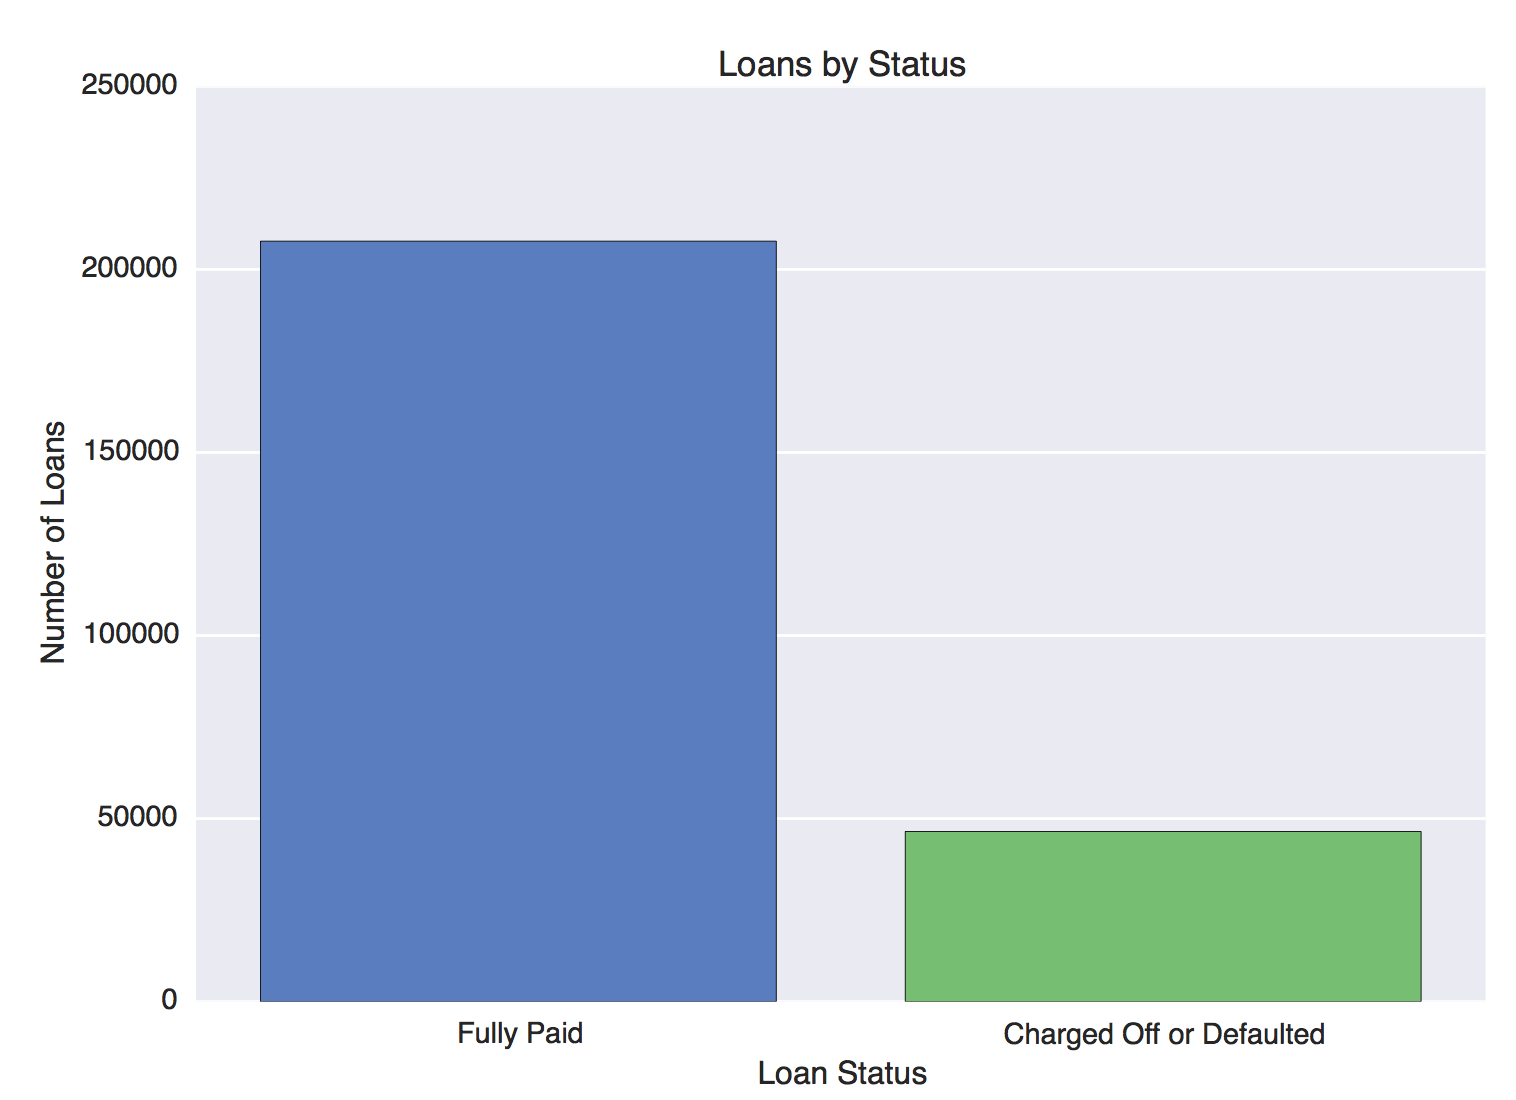 Loans by Status
250000
200000
150000
100000
50000
0
Number of Loans
Fully Paid
Charged Off or Defaulted
Loan Status